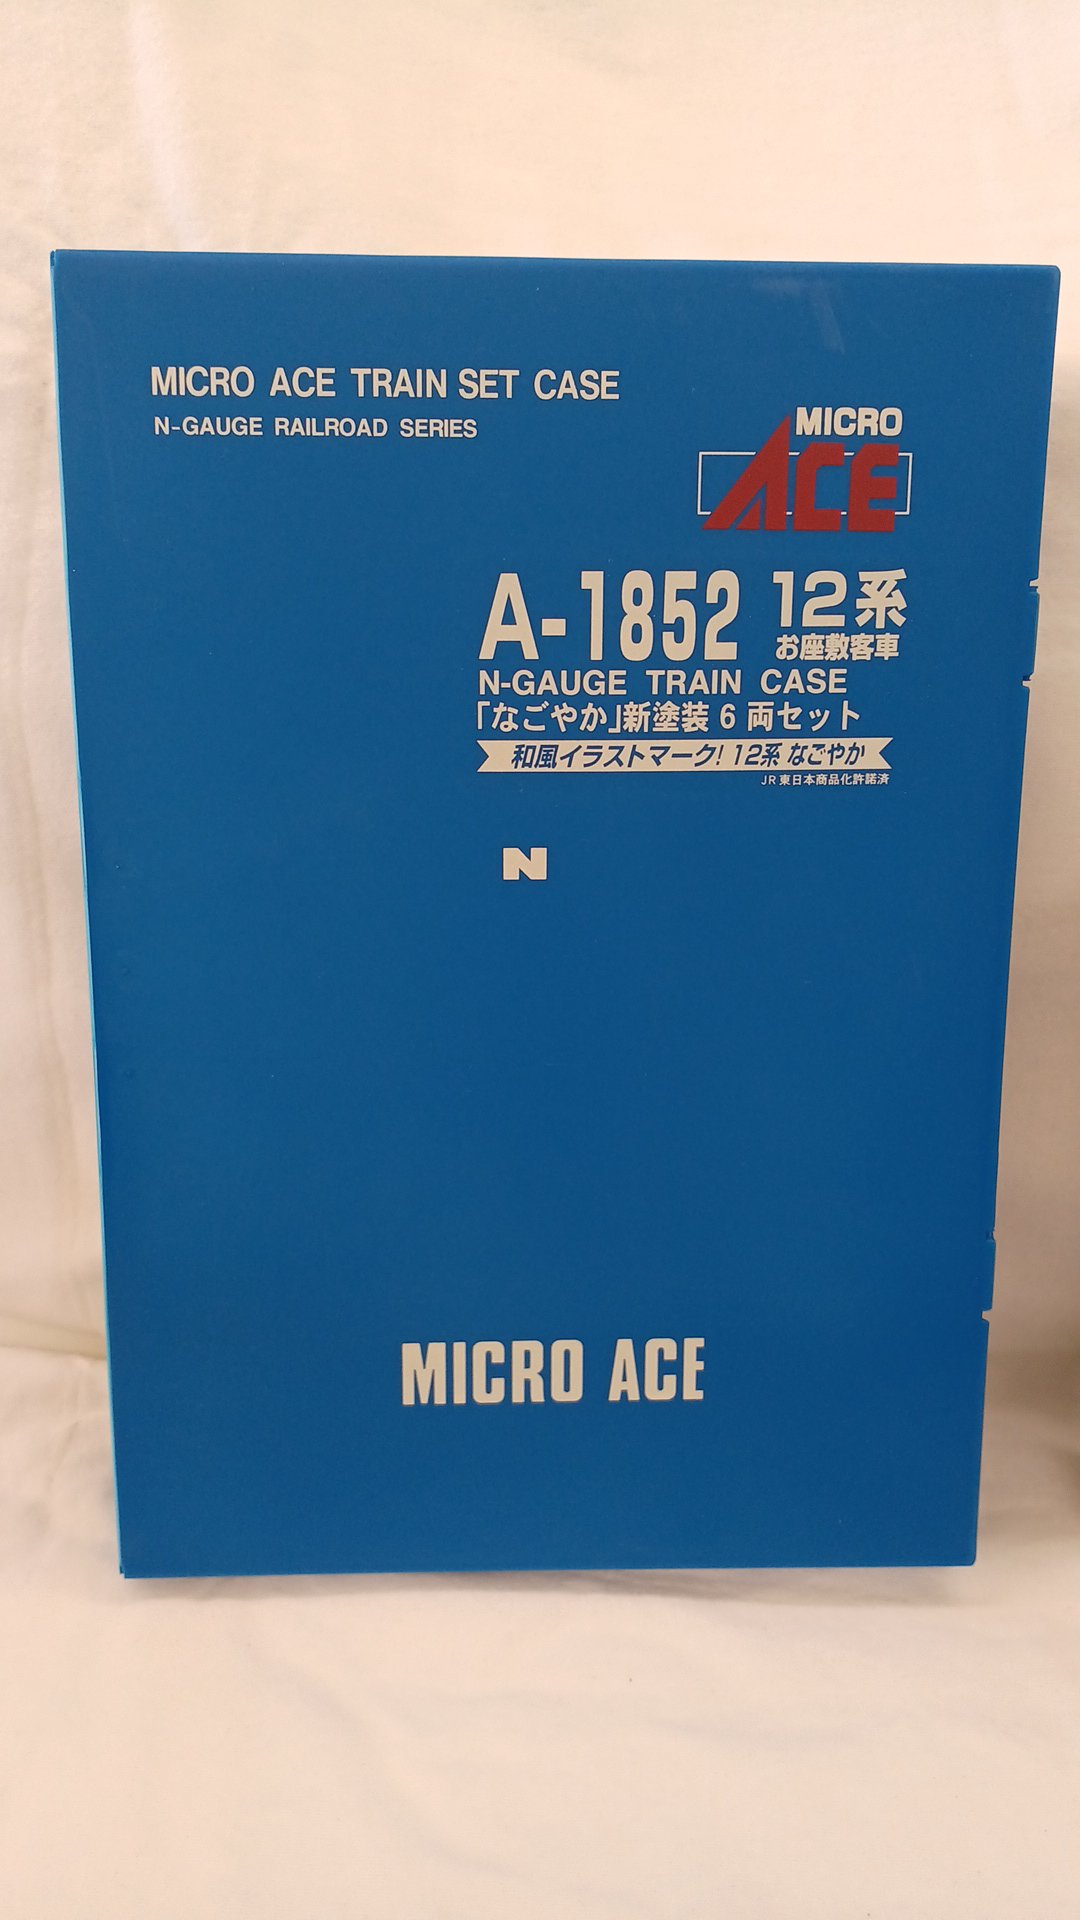 MICRO ACE TRAIN SET CASE
N-GAUGE RAILROAD SERIES
MICRO
ACE
A-1852 12系
お座敷客車
N-GAUGE TRAIN CASE
「なごやか」新塗装 6 両セット
和風イラストマーク! 12系 なごやか
JR東日本商品化許諾済
N
MICRO ACE